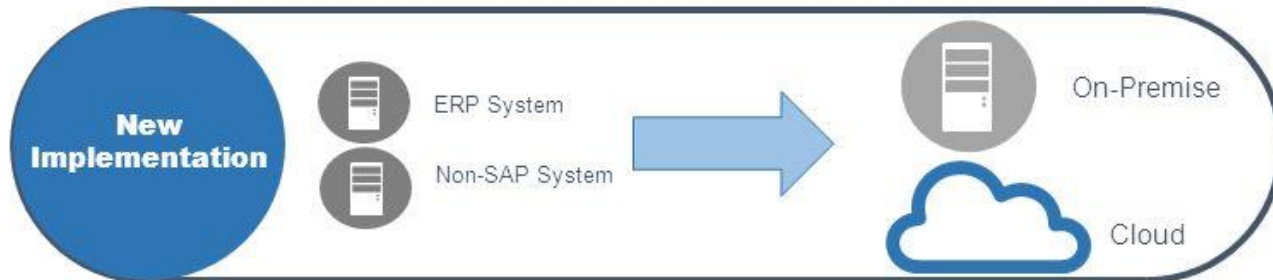 New
Implementation
ERP System
Non-SAP System
On-Premise
Cloud